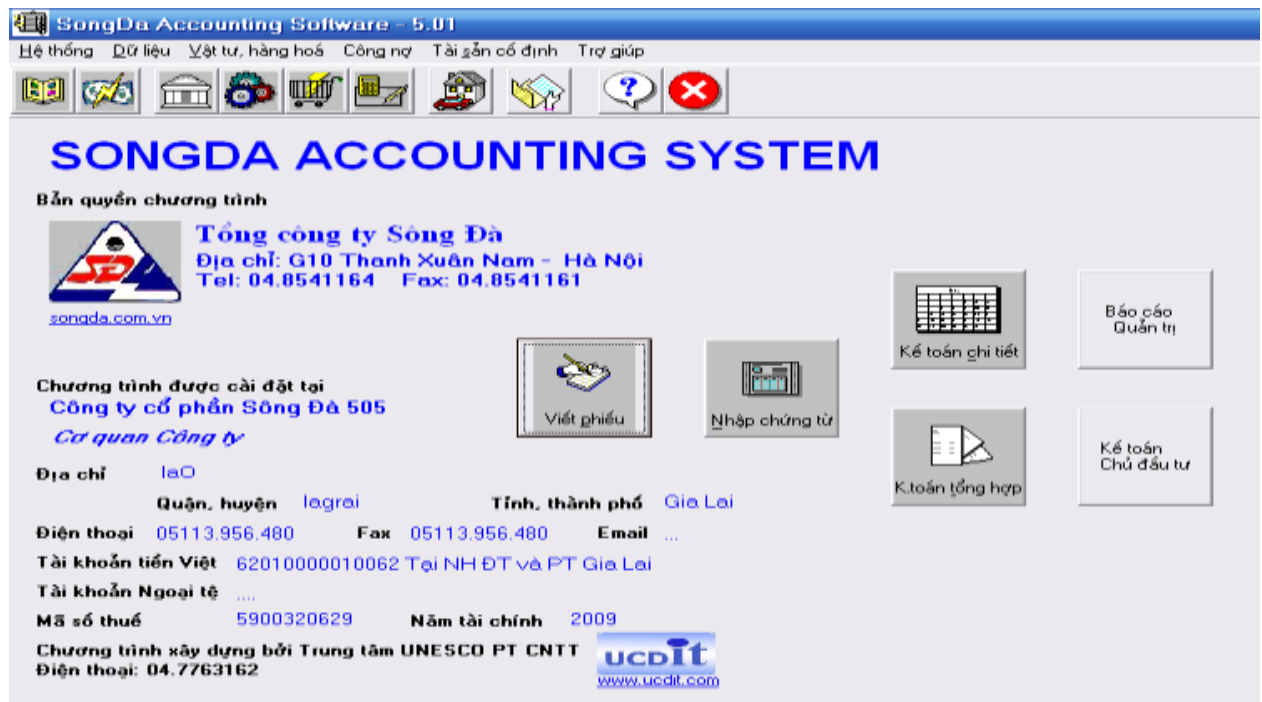 SongDa Accounting Software - 5.01
Hệ thống Dữ liệu Vật tư, hàng hoá Công nợ Tài sản cố định Trợ giúp
SONGDA ACCOUNTING SYSTEM
Bản quyền chương trình
Tổng công ty Sông Đà
Địa chỉ: G10 Thanh Xuân Nam - Hà Nội
Tel: 04.8541164 Fax: 04.8541161
songda.com.vn
Kế toán chi tiết
Báo cáo
Quản trị
Chương trình được cài đặt tại
Công ty cổ phần Sông Đà 505
Cơ quan Công ty
Viết phiếu
Nhập chứng từ
K.toán tổng hợp
Kế toán
Chủ đầu tư
Địa chỉ IaO
Quận, huyện Iagrai Tỉnh, thành phố Gia Lai
Điện thoại 05113.956.480 Fax 05113.956.480 Email ...
Tài khoản tiền Việt 62010000010062 Tại NH ĐT và PT Gia Lai
Tài khoản Ngoại tệ ....
Mã số thuế 5900320629 Năm tài chính 2009
Chương trình xây dựng bởi Trung tâm UNESCO PT CNTT
Điện thoại: 04.7763162
UCDIT
www.ucdit.com